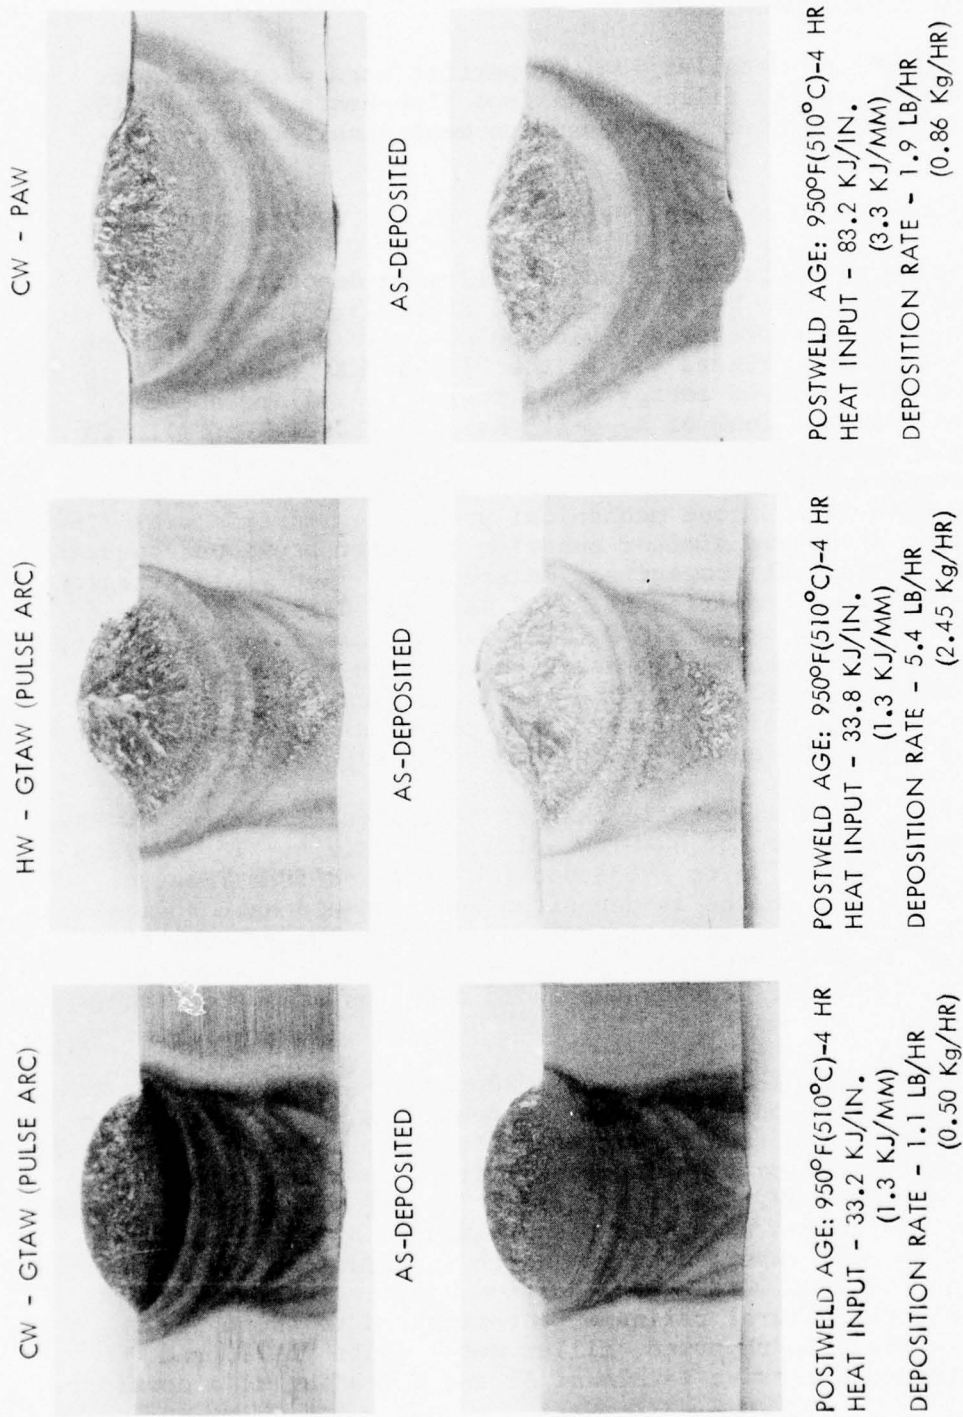 CW - GTAW (PULSE ARC)
HW - GTAW (PULSE ARC)
CW - PAW
AS-DEPOSITED
AS-DEPOSITED
AS-DEPOSITED
POSTWELD AGE: 950°F(510°C)-4 HR
HEAT INPUT - 33.2 KJ/IN.
(1.3 KJ/MM)
DEPOSITION RATE - 1.1 LB/HR
(0.50 Kg/HR)
POSTWELD AGE: 950°F(510°C)-4 HR
HEAT INPUT - 33.8 KJ/IN.
(1.3 KJ/MM)
DEPOSITION RATE - 5.4 LB/HR
(2.45 Kg/HR)
POSTWELD AGE: 950°F(510°C)-4 HR
HEAT INPUT - 83.2 KJ/IN.
(3.3 KJ/MM)
DEPOSITION RATE - 1.9 LB/HR
(0.86 Kg/HR)